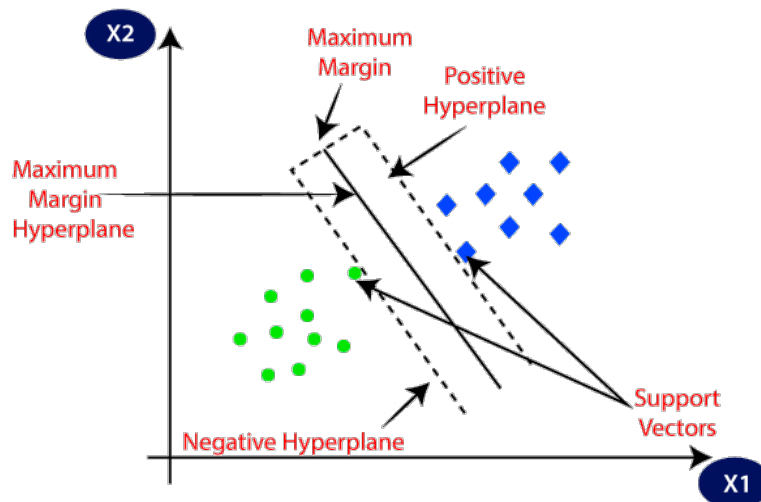 X2
Maximum
Margin
Positive
Hyperplane
Maximum
Margin
Hyperplane
Support
Vectors
Negative Hyperplane
X1